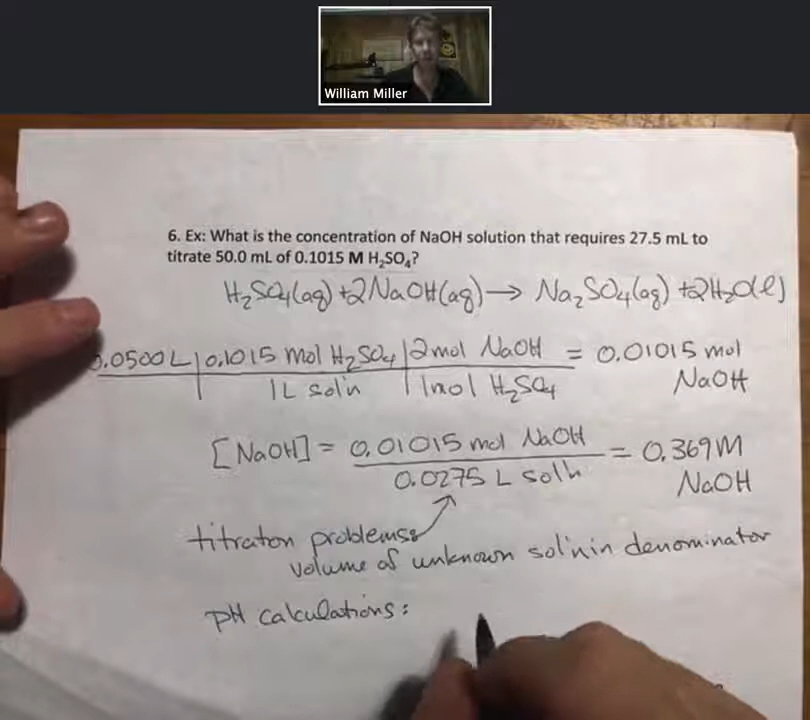 William Miller
6. Ex: What is the concentration of NaOH solution that requires 27.5 mL to
titrate 50.0 mL of 0.1015 M H₂SO₄?
H₂SO₄(aq) + 2NaOH(aq) → Na₂SO₄(aq) + 2H₂O(l)
0.0500 L | 0.1015 mol H₂SO₄ | 2 mol NaOH = 0.01015 mol
1 L sol'n | 1 mol H₂SO₄ NaOH
[NaOH] = 0.01015 mol NaOH = 0.369 M
0.0275 L sol'n NaOH
titraton problems:
volume of unknown sol'n in denominator
pH calculations: